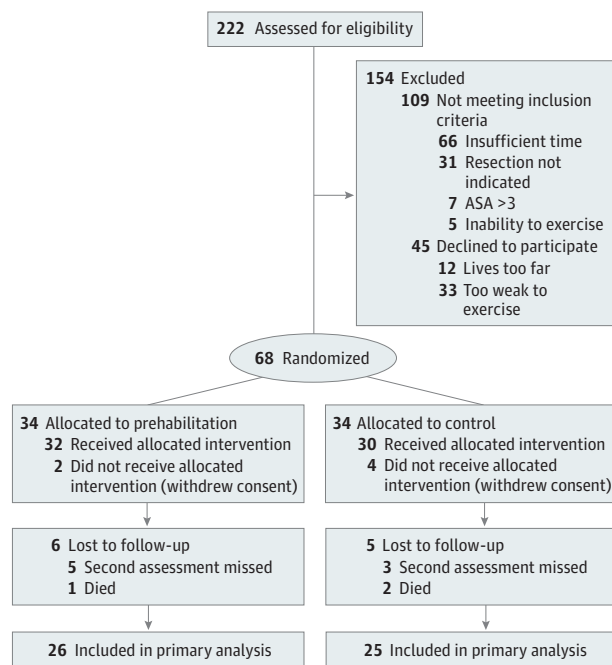 222 Assessed for eligibility
154 Excluded
109 Not meeting inclusion
criteria
66 Insufficient time
31 Resection not
indicated
7 ASA >3
5 Inability to exercise
45 Declined to participate
12 Lives too far
33 Too weak to
exercise
68 Randomized
34 Allocated to prehabilitation
32 Received allocated intervention
2 Did not receive allocated
intervention (withdrew consent)
34 Allocated to control
30 Received allocated intervention
4 Did not receive allocated
intervention (withdrew consent)
6 Lost to follow-up
5 Second assessment missed
1 Died
5 Lost to follow-up
3 Second assessment missed
2 Died
26 Included in primary analysis
25 Included in primary analysis